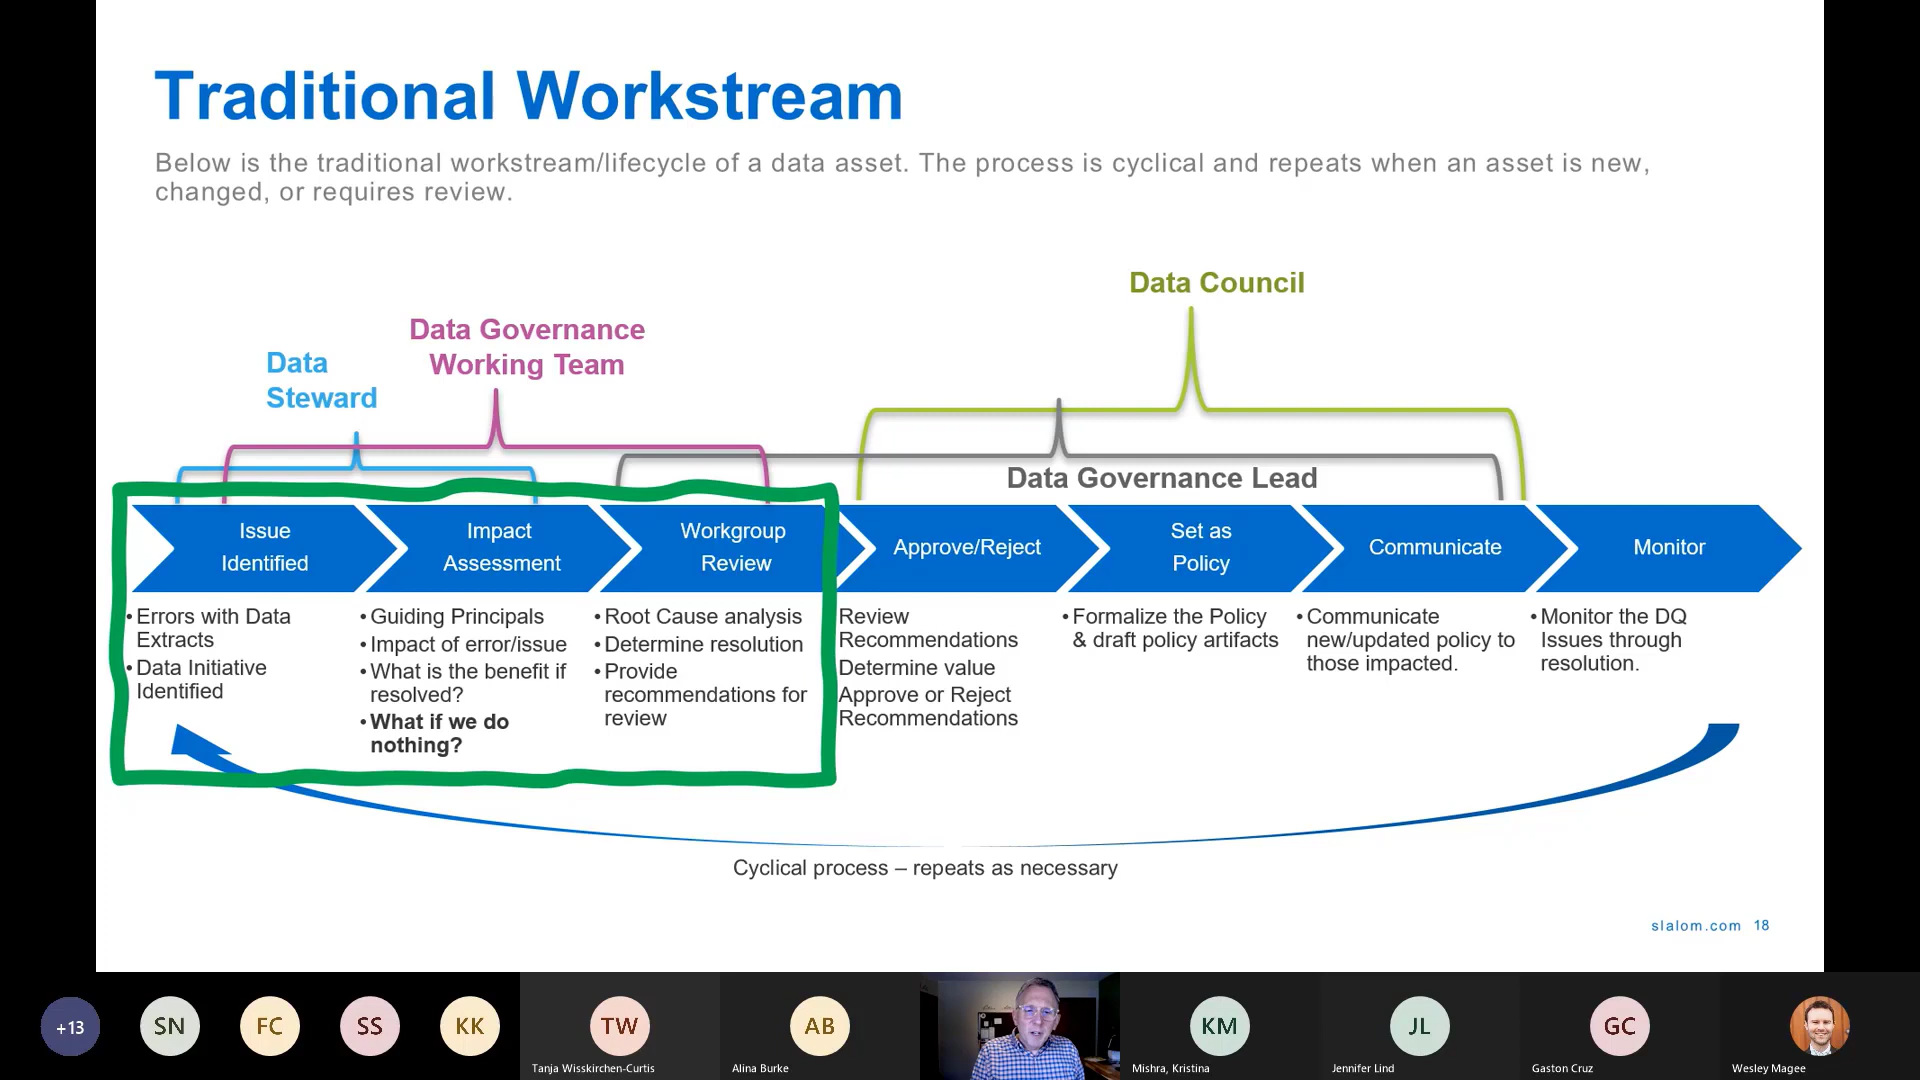 Traditional Workstream
Below is the traditional workstream/lifecycle of a data asset. The process is cyclical and repeats when an asset is new,
changed, or requires review.
Data Council
Data Governance
Working Team
Data
Steward
Data Governance Lead
Issue
Identified
Impact
Assessment
Workgroup
Review
Approve/Reject
Set as
Policy
Communicate
Monitor
• Errors with Data
Extracts
• Data Initiative
Identified
• Guiding Principals
• Impact of error/issue
• What is the benefit if
resolved?
• What if we do
nothing?
• Root Cause analysis
• Determine resolution
• Provide
recommendations for
review
Review
Recommendations
Determine value
Approve or Reject
Recommendations
• Formalize the Policy
& draft policy artifacts
• Communicate
new/updated policy to
those impacted.
• Monitor the DQ
Issues through
resolution.
Cyclical process – repeats as necessary
slalom.com 18
+13
SN
FC
SS
KK
TW
Tanja Wisskirchen-Curtis
AB
Alina Burke
KM
Mishra, Kristina
JL
Jennifer Lind
GC
Gaston Cruz
Wesley Magee